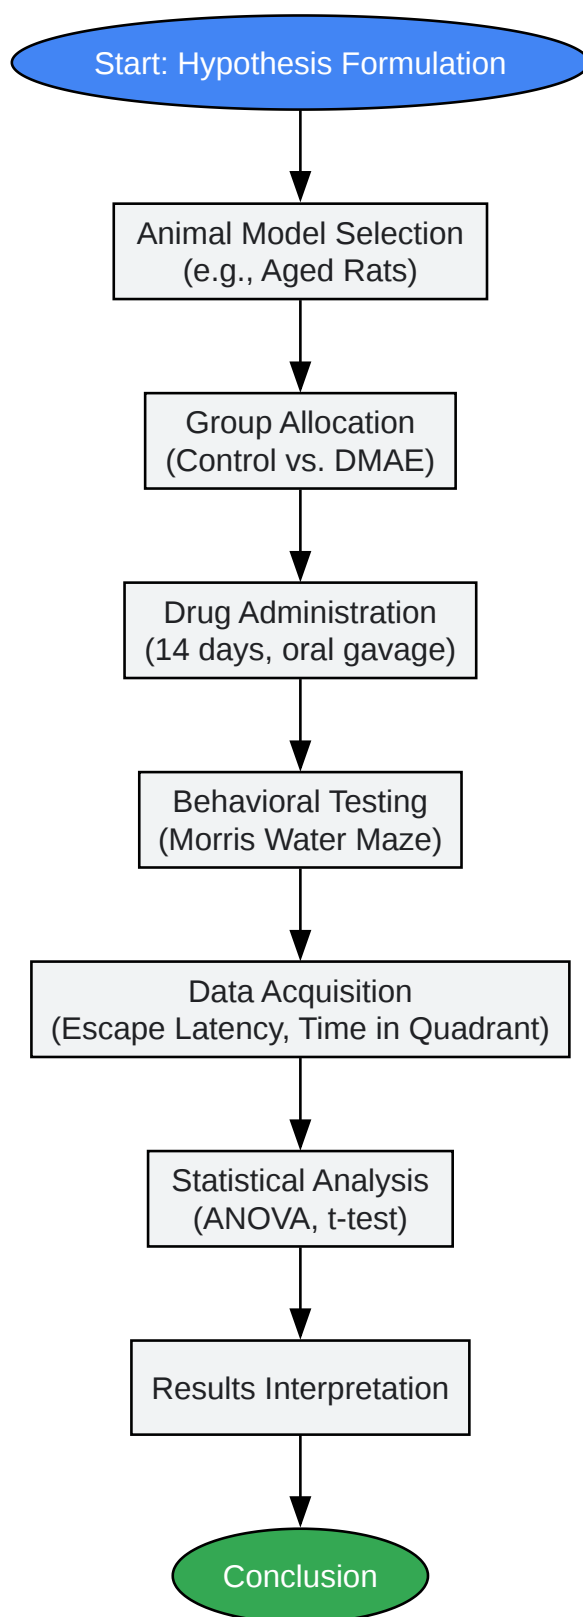 Start: Hypothesis Formulation
Animal Model Selection
(e.g., Aged Rats)
Group Allocation
(Control vs. DMAE)
Drug Administration
(14 days, oral gavage)
Behavioral Testing
(Morris Water Maze)
Data Acquisition
(Escape Latency, Time in Quadrant)
Statistical Analysis
(ANOVA, t-test)
Results Interpretation
Conclusion